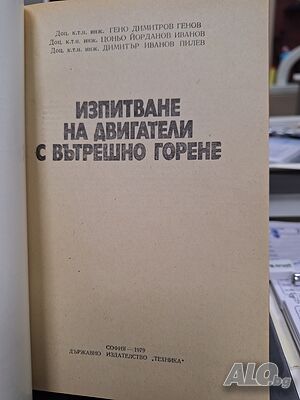 Доц. к.т.н. инж. ГЕНО ДИМИТРОВ ГЕНОВ
Доц. к.т.н. инж. ЦОНЬО ЙОРДАНОВ ИВАНОВ
Доц. к.т.н. инж. ДИМИТЪР ИВАНОВ ПИЛЕВ
ИЗПИТВАНЕ
НА ДВИГАТЕЛИ
С ВЪТРЕШНО ГОРЕНЕ
СОФИЯ — 1979
ДЪРЖАВНО ИЗДАТЕЛСТВО „ТЕХНИКА“
ALO.bg